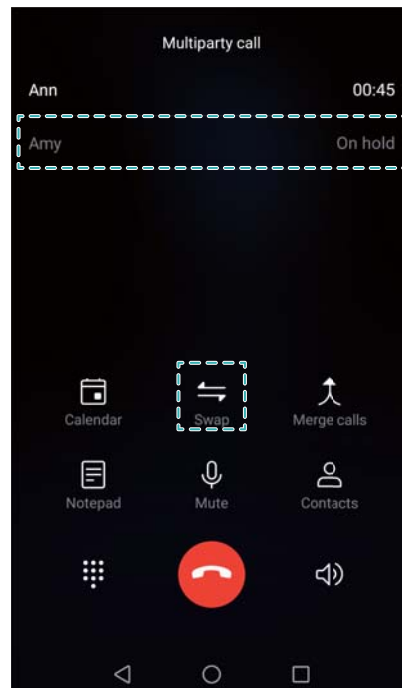 Multiparty call
Ann 00:45
Amy On hold
Calendar Swap Merge calls
Notepad Mute Contacts